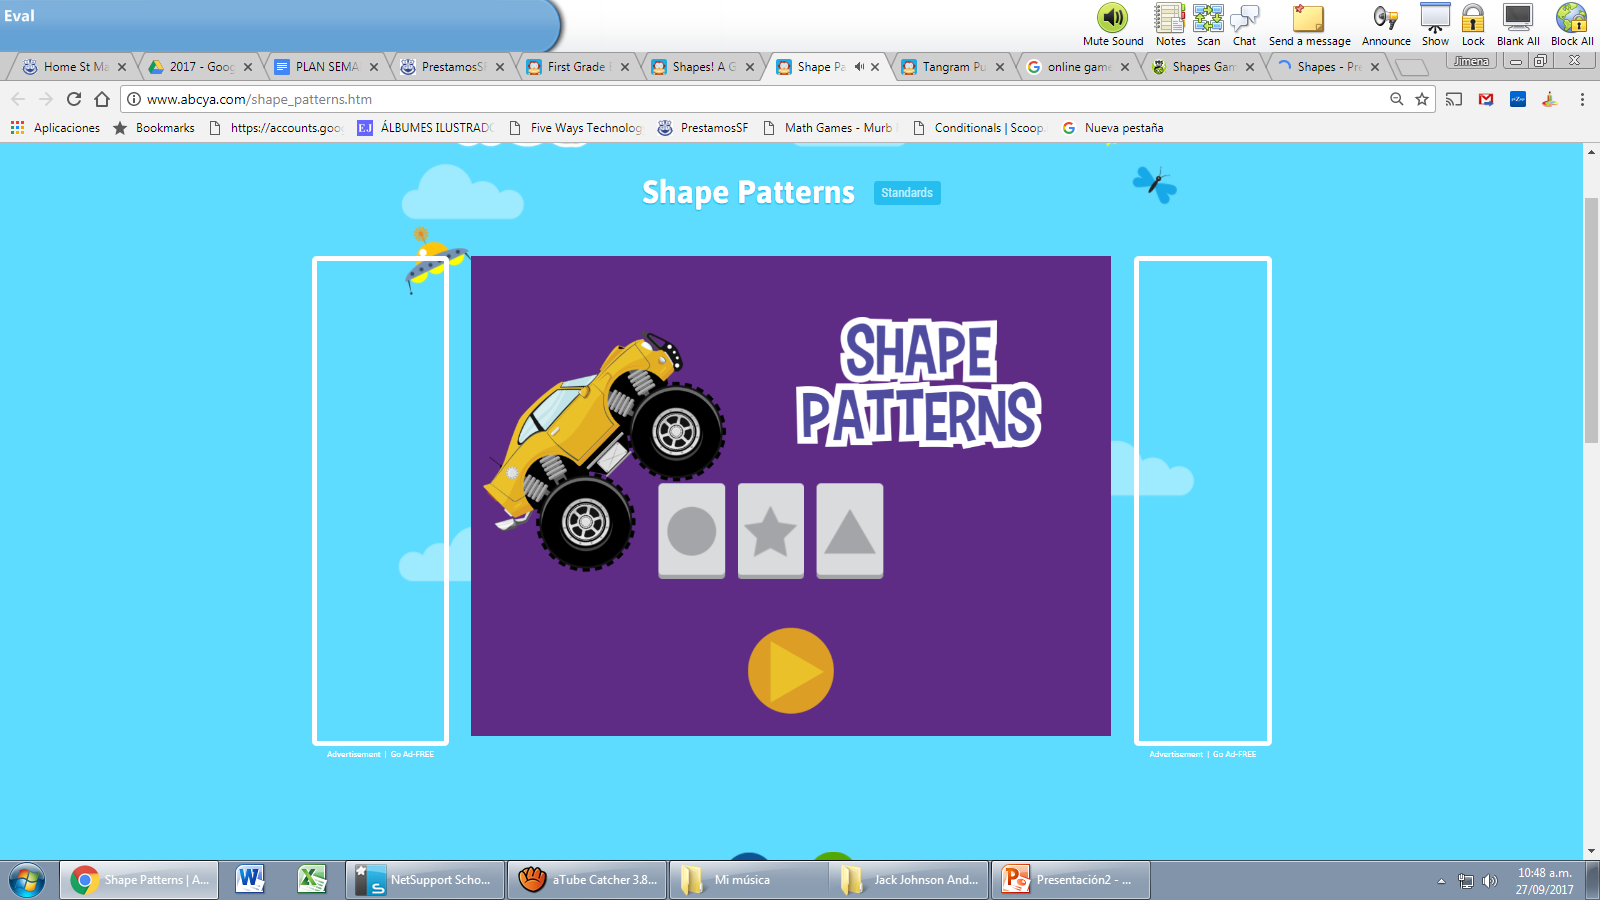 Eval
Mute Sound Notes Scan Chat Send a message Announce Show Lock Blank All Block All
Home St Ma 2017 - Goog PLAN SEMA PrestamosSF First Grade Shapes! A G Shape Pa Tangram Pu online game Shapes Gam Shapes - Pre Jimena
www.abcya.com/shape_patterns.htm
Aplicaciones Bookmarks https://accounts.goo EJ ÁLBUMES ILUSTRADO Five Ways Technolog PrestamosSF Math Games - Murb Conditionals | Scoop. Nueva pestaña
Shape Patterns Standards
SHAPE
PATTERNS
Advertisement | Go Ad-FREE Advertisement | Go Ad-FREE
Shape Patterns | A... NetSupport Scho... aTube Catcher 3.8... Mi música Jack Johnson And... Presentación2 - ... 10:48 a.m.
27/09/2017